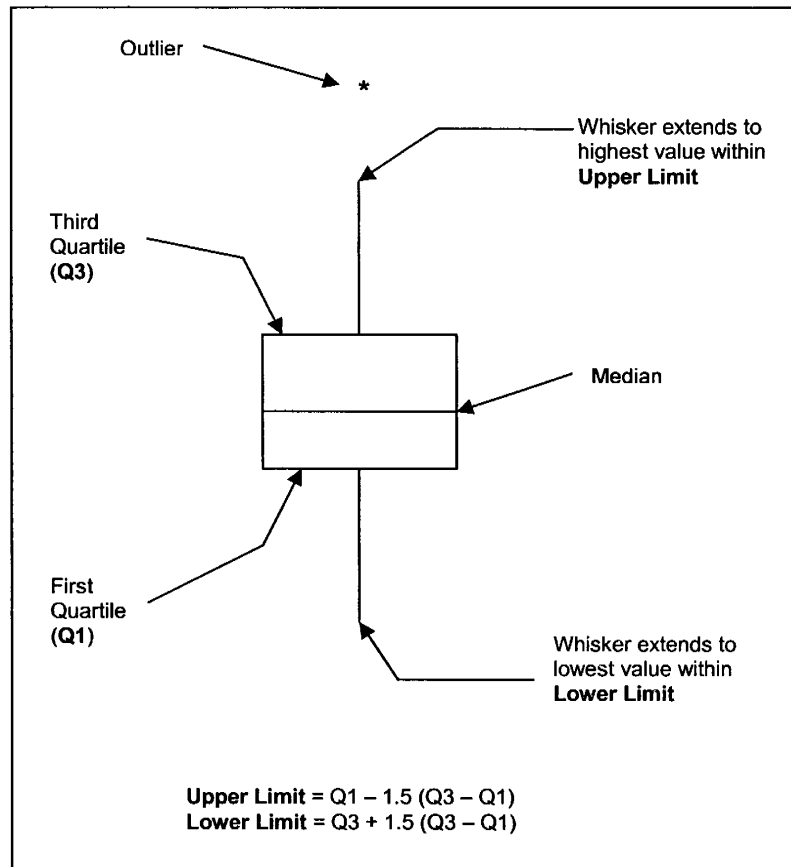 Outlier
*
Whisker extends to
highest value within
Upper Limit
Third
Quartile
(Q3)
Median
First
Quartile
(Q1)
Whisker extends to
lowest value within
Lower Limit
Upper Limit = Q1 – 1.5 (Q3 – Q1)
Lower Limit = Q3 + 1.5 (Q3 – Q1)